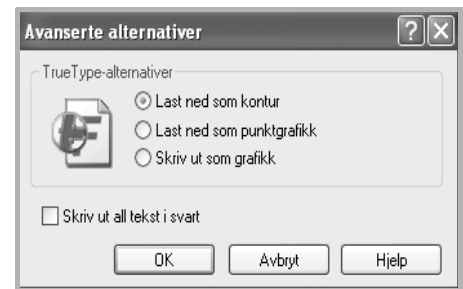 Avanserte alternativer
TrueType-alternativer
Last ned som kontur
Last ned som punktgrafikk
Skriv ut som grafikk
Skriv ut all tekst i svart
OK Avbryt Hjelp